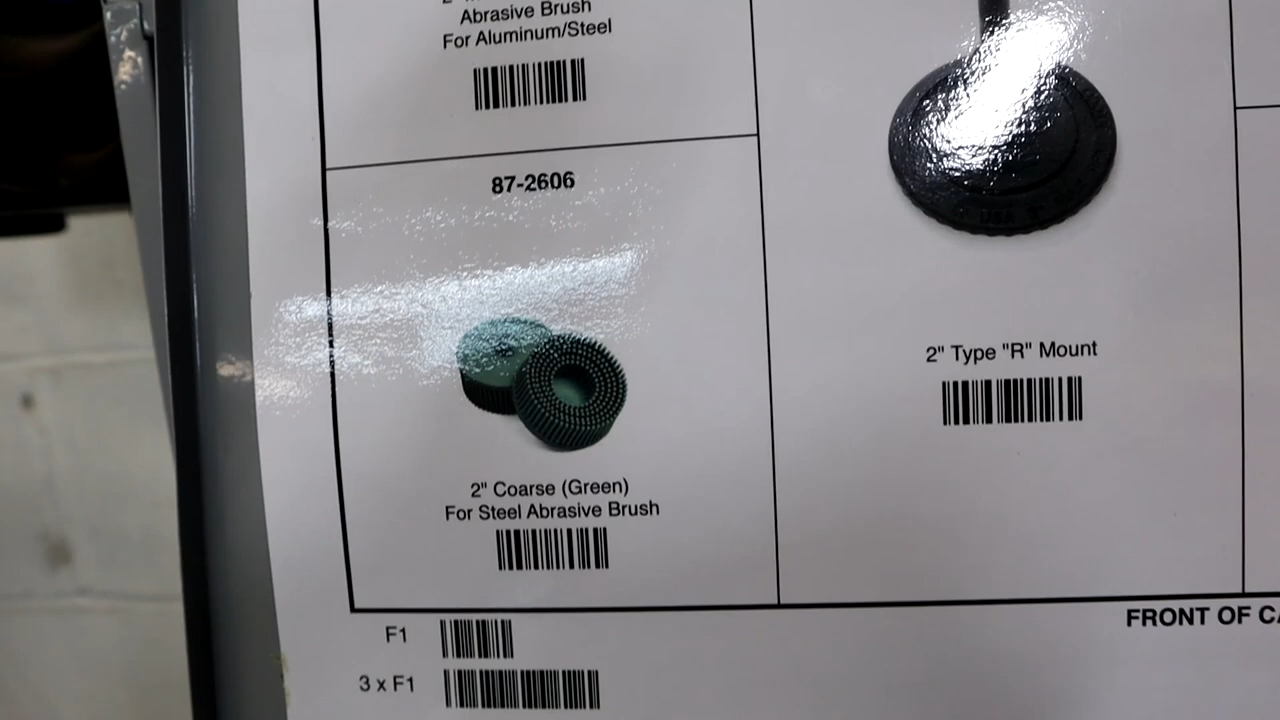 Abrasive Brush
For Aluminum/Steel
87-2606
2" Coarse (Green)
For Steel Abrasive Brush
2" Type "R" Mount
FRONT OF
F1
3 x F1